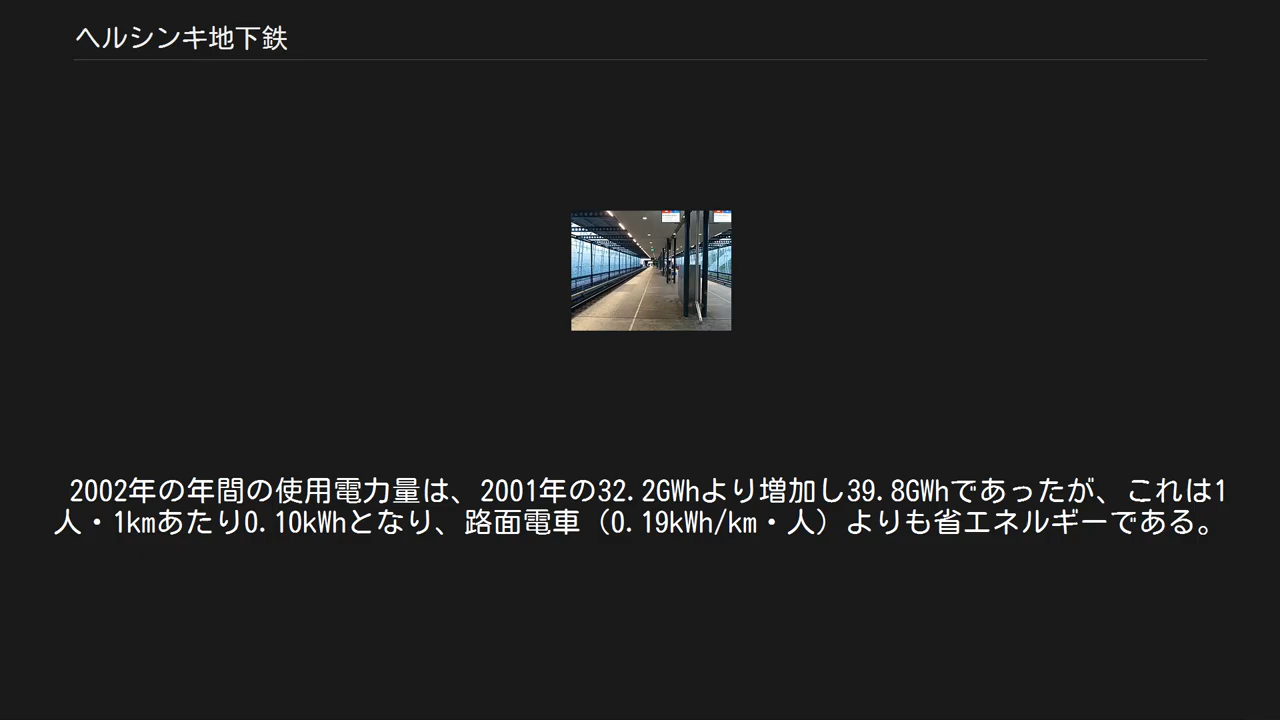 ヘルシンキ地下鉄
2002年の年間の使用電力量は、2001年の32.2GWhより増加し39.8GWhであったが、これは1
人・1kmあたり0.10kWhとなり、路面電車（0.19kWh/km・人）よりも省エネルギーである。